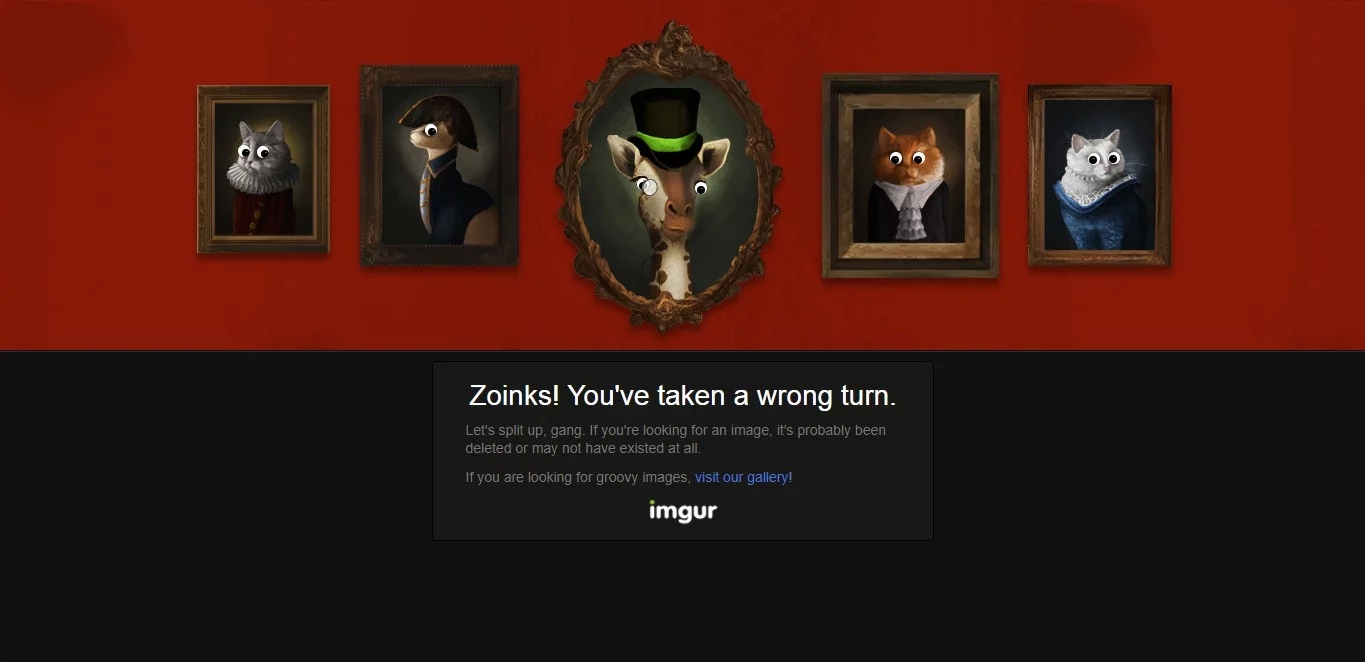 Zoinks! You've taken a wrong turn.
Let's split up, gang. If you're looking for an image, it's probably been
deleted or may not have existed at all.
If you are looking for groovy images, visit our gallery!
imgur